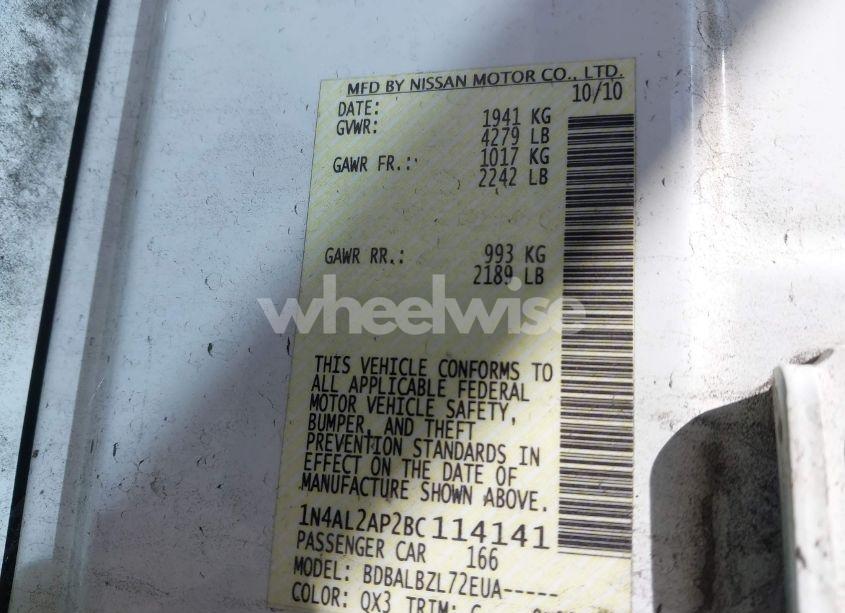 MFD BY NISSAN MOTOR CO., LTD.
DATE: 10/10
GVWR: 1941 KG
4279 LB
GAWR FR.: 1017 KG
2242 LB
GAWR RR.: 993 KG
2189 LB
wheelwise
THIS VEHICLE CONFORMS TO
ALL APPLICABLE FEDERAL
MOTOR VEHICLE SAFETY,
BUMPER, AND THEFT
PREVENTION STANDARDS IN
EFFECT ON THE DATE OF
MANUFACTURE SHOWN ABOVE.
1N4AL2AP2BC114141
PASSENGER CAR 166
MODEL: BDBALBZL72EUA-----
COLOR: QX3 TRIM: G